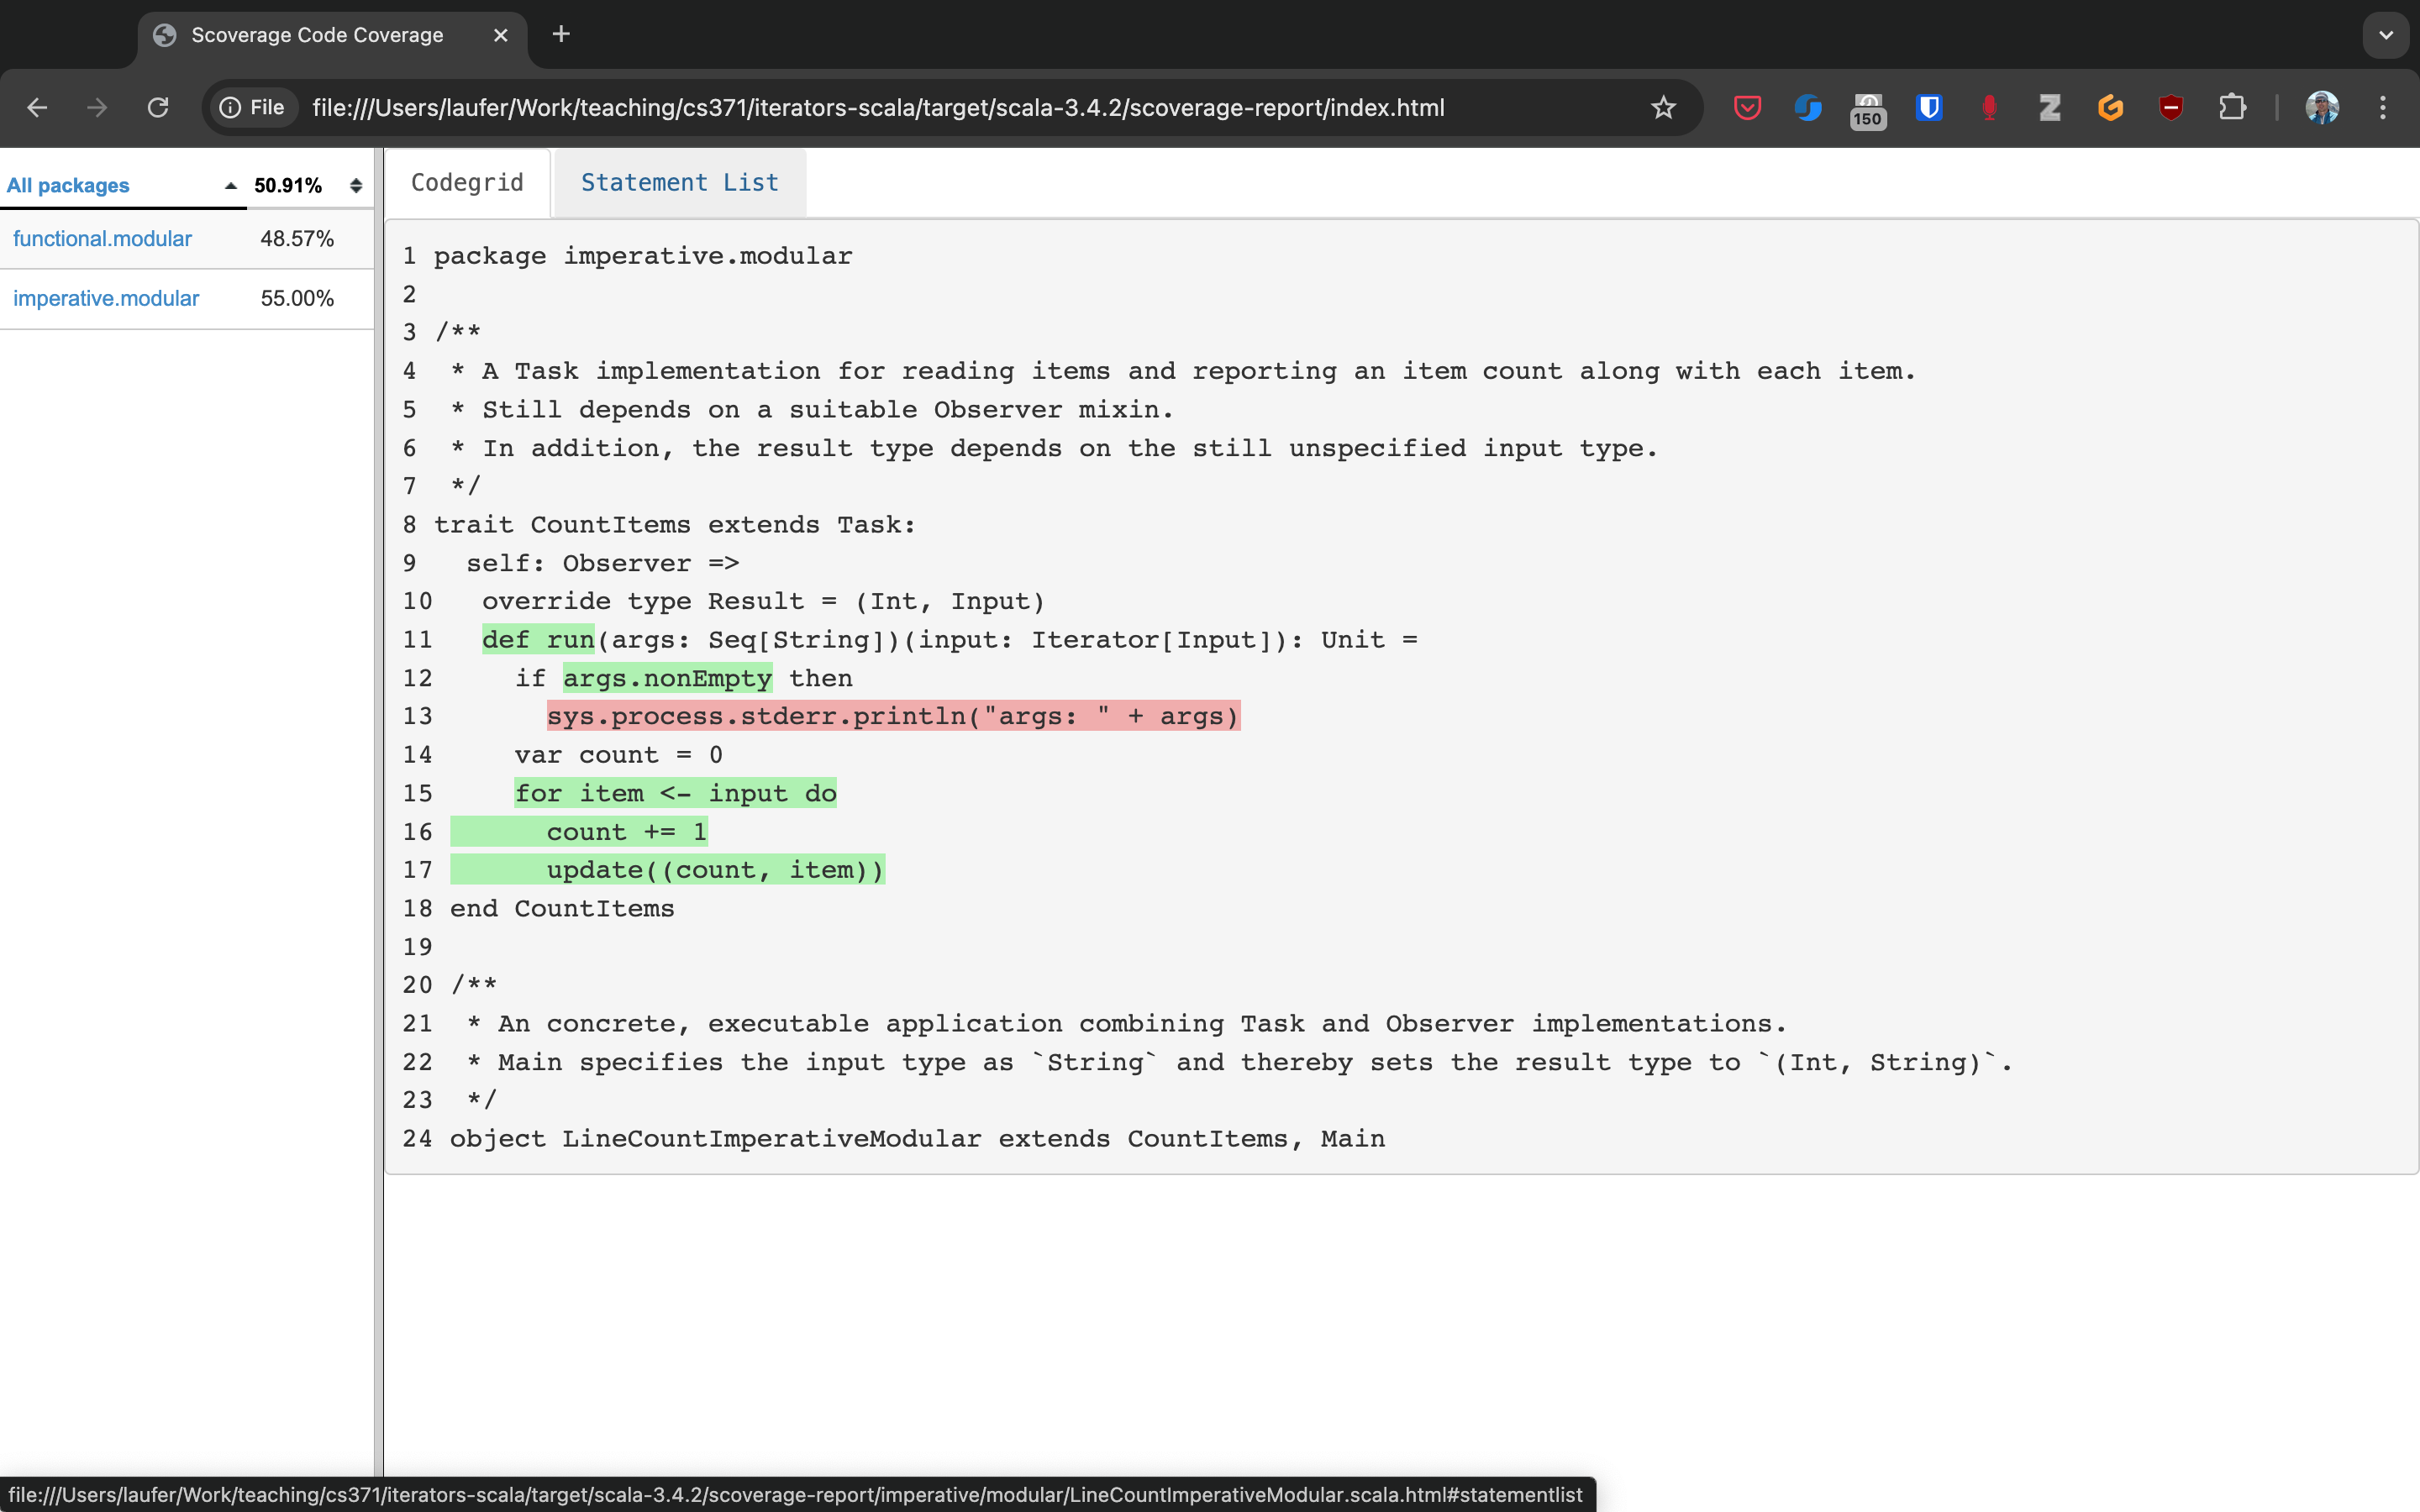 Scoverage Code Coverage
File file:///Users/laufer/Work/teaching/cs371/iterators-scala/target/scala-3.4.2/scoverage-report/index.html
150
All packages 50.91%
functional.modular 48.57%
imperative.modular 55.00%
Codegrid Statement List
1 package imperative.modular
2
3 /**
4  * A Task implementation for reading items and reporting an item count along with each item.
5  * Still depends on a suitable Observer mixin.
6  * In addition, the result type depends on the still unspecified input type.
7  */
8 trait CountItems extends Task:
9   self: Observer =>
10   override type Result = (Int, Input)
11   def run(args: Seq[String])(input: Iterator[Input]): Unit =
12     if args.nonEmpty then
13       sys.process.stderr.println("args: " + args)
14     var count = 0
15     for item <- input do
16       count += 1
17       update((count, item))
18 end CountItems
19
20 /**
21  * An concrete, executable application combining Task and Observer implementations.
22  * Main specifies the input type as `String` and thereby sets the result type to `(Int, String)`.
23  */
24 object LineCountImperativeModular extends CountItems, Main
file:///Users/laufer/Work/teaching/cs371/iterators-scala/target/scala-3.4.2/scoverage-report/imperative/modular/LineCountImperativeModular.scala.html#statementlist